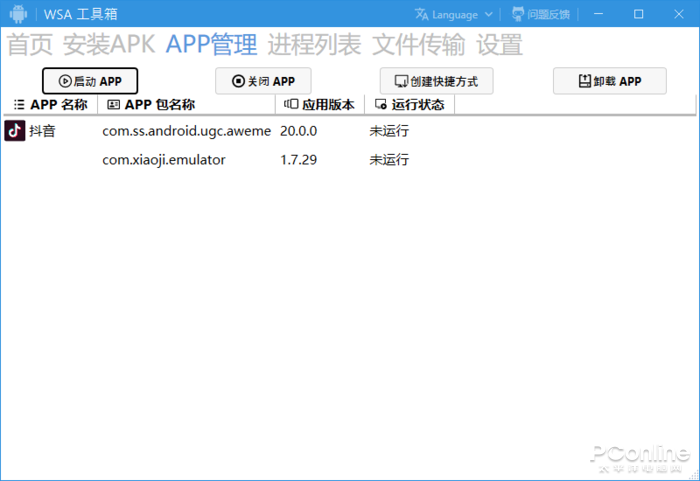 WSA 工具箱 Language 问题反馈
首页 安装APK APP管理 进程列表 文件传输 设置
启动 APP 关闭 APP 创建快捷方式 卸载 APP
APP 名称 APP 包名称 应用版本 运行状态
抖音 com.ss.android.ugc.aweme 20.0.0 未运行
com.xiaoji.emulator 1.7.29 未运行
PConline
太平洋电脑网